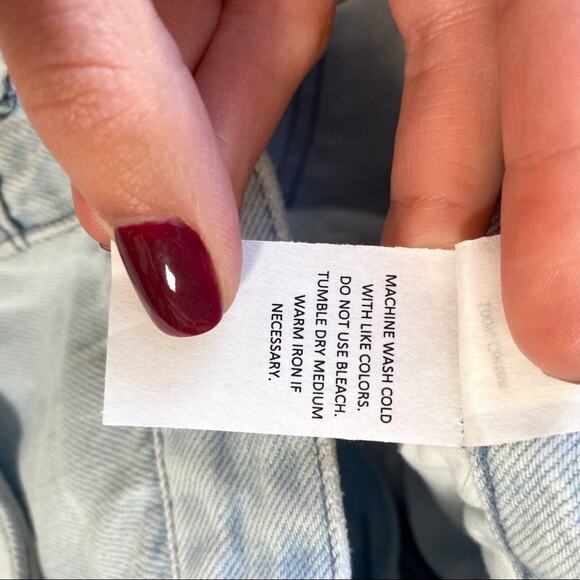 MACHINE WASH COLD
WITH LIKE COLORS.
DO NOT USE BLEACH.
TUMBLE DRY MEDIUM
WARM IRON IF
NECESSARY.